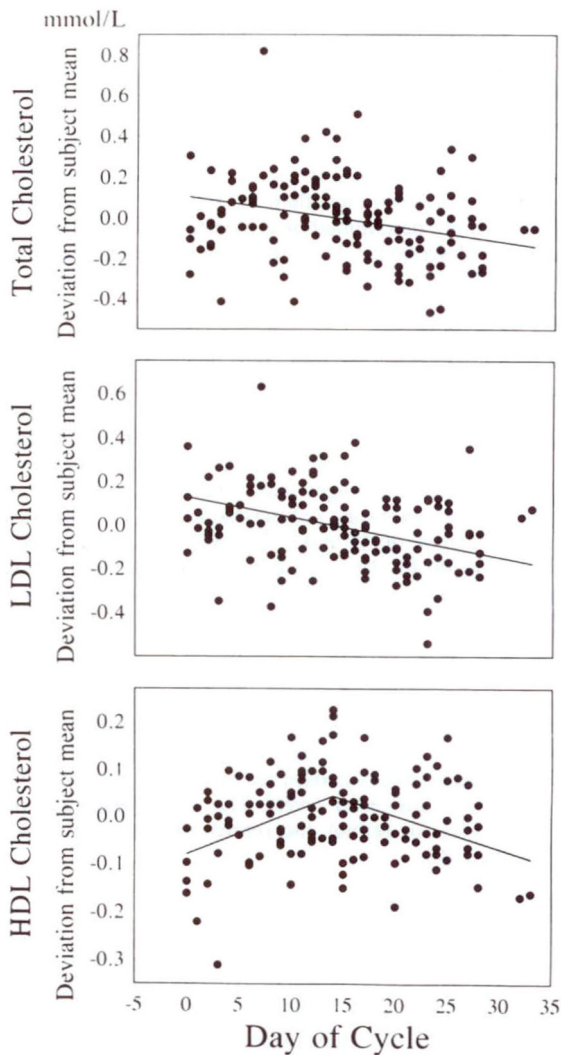 mmol/L
Total Cholesterol
Deviation from subject mean
0.8
0.6
0.4
0.2
0.0
-0.2
-0.4
LDL Cholesterol
Deviation from subject mean
0.6
0.4
0.2
0.0
-0.2
-0.4
HDL Cholesterol
Deviation from subject mean
0.2
0.1
0.0
-0.1
-0.2
-0.3
-5 0 5 10 15 20 25 30 35
Day of Cycle